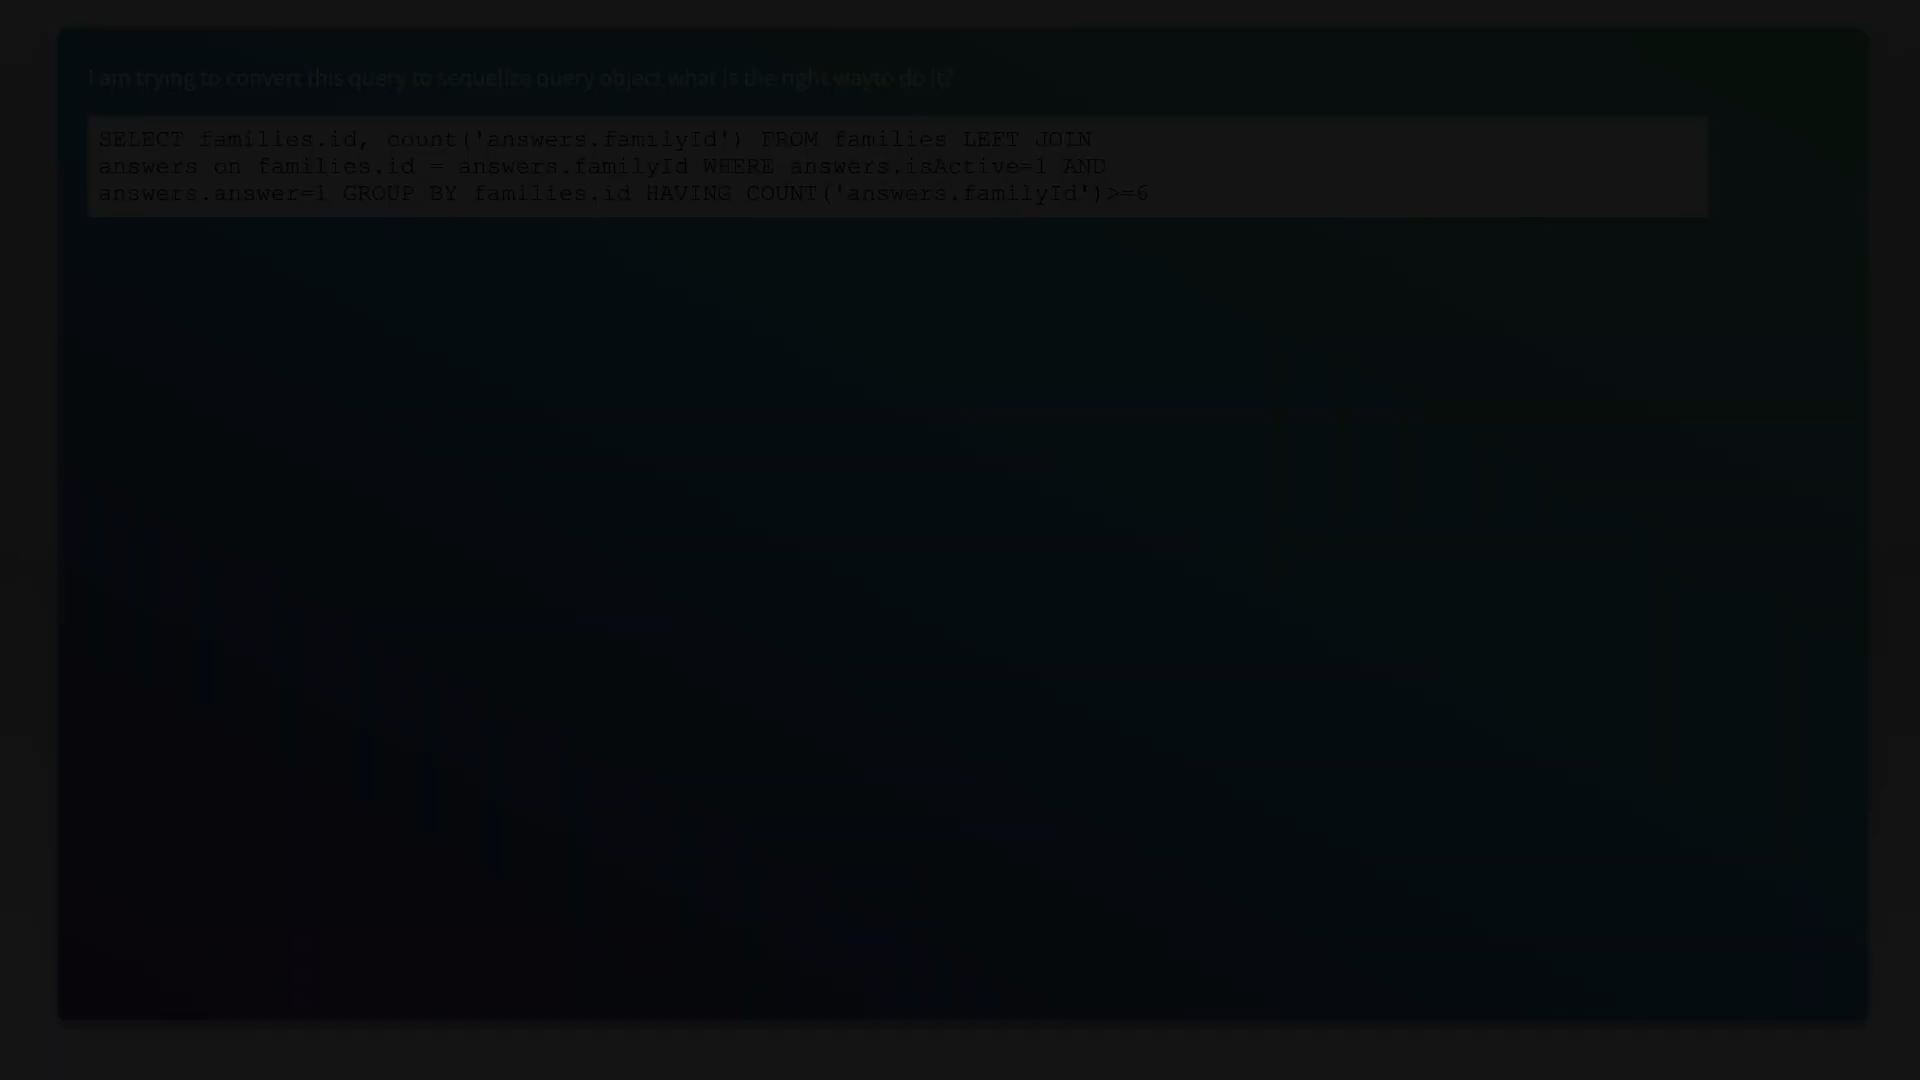 I am trying to convert this query to sequelize query object what is the right wayto do it?
SELECT families.id, count('answers.familyId') FROM families LEFT JOIN
answers on families.id = answers.familyId WHERE answers.isActive=1 AND
answers.answer=1 GROUP BY families.id HAVING COUNT('answers.familyId')>=6